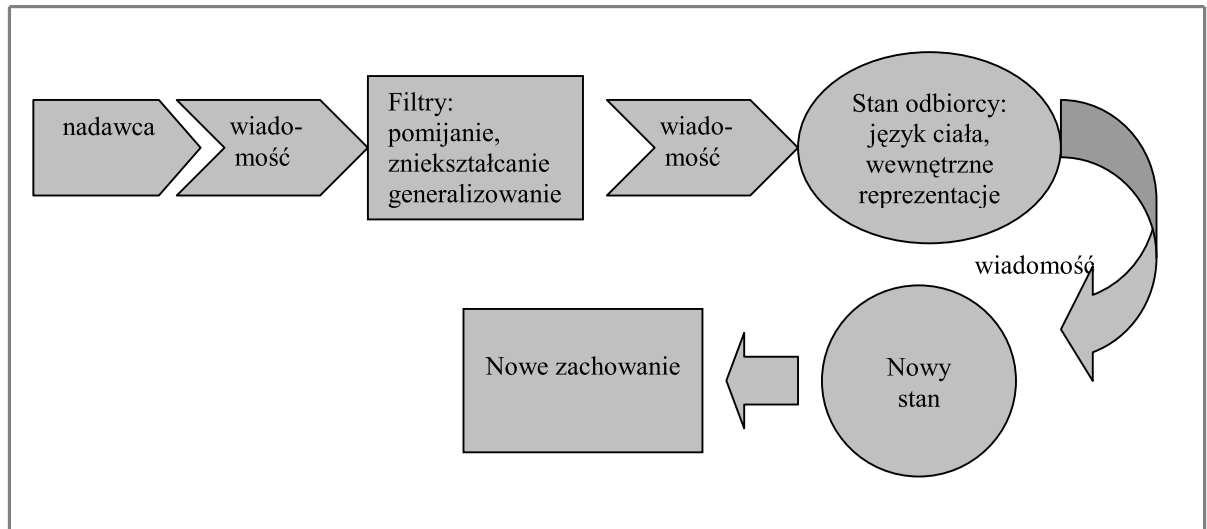 nadawca
wiado-
mość
Filtry:
pomijanie,
zniekształcanie
generalizowanie
wiado-
mość
Stan odbiorcy:
język ciała,
wewnętrzne
reprezentacje
wiadomość
Nowy
stan
Nowe zachowanie